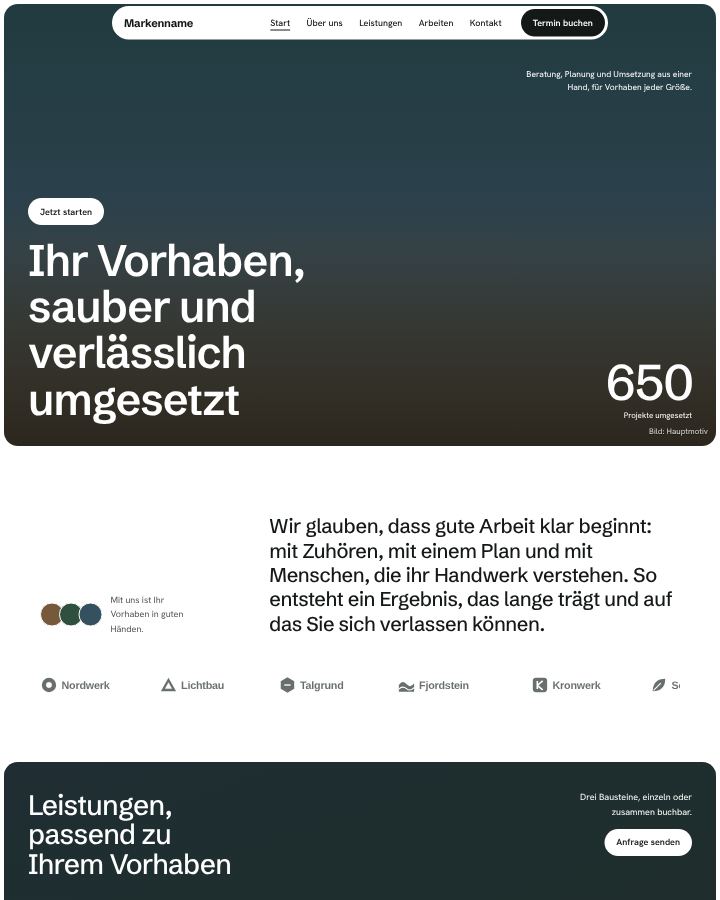 Markenname
Start
Über uns
Leistungen
Arbeiten
Kontakt
Termin buchen
Beratung, Planung und Umsetzung aus einer
Hand, für Vorhaben jeder Größe.
Jetzt starten
Ihr Vorhaben,
sauber und
verlässlich
umgesetzt
650
Projekte umgesetzt
Bild: Hauptmotiv
Wir glauben, dass gute Arbeit klar beginnt:
mit Zuhören, mit einem Plan und mit
Menschen, die ihr Handwerk verstehen. So
entsteht ein Ergebnis, das lange trägt und auf
das Sie sich verlassen können.
Mit uns ist Ihr
Vorhaben in guten
Händen.
Nordwerk
Lichtbau
Talgrund
Fjordstein
Kronwerk
Leistungen,
passend zu
Ihrem Vorhaben
Drei Bausteine, einzeln oder
zusammen buchbar.
Anfrage senden